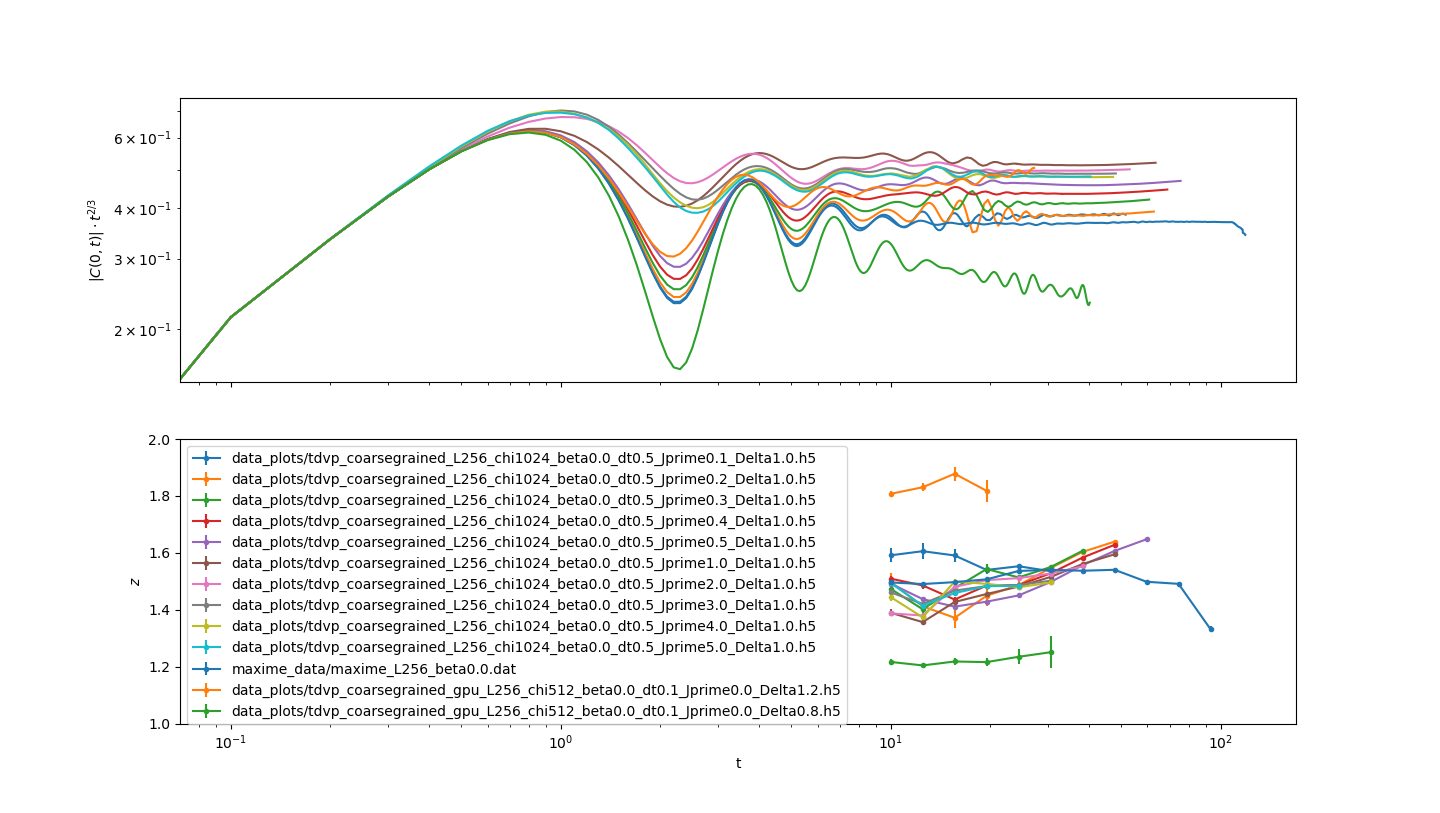 6 × 10⁻¹
4 × 10⁻¹
3 × 10⁻¹
2 × 10⁻¹
|C(0, t)| · t^{2/3}
2.0
1.8
1.6
1.4
1.2
1.0
z
data_plots/tdvp_coarsegrained_L256_chi1024_beta0.0_dt0.5_Jprime0.1_Delta1.0.h5
data_plots/tdvp_coarsegrained_L256_chi1024_beta0.0_dt0.5_Jprime0.2_Delta1.0.h5
data_plots/tdvp_coarsegrained_L256_chi1024_beta0.0_dt0.5_Jprime0.3_Delta1.0.h5
data_plots/tdvp_coarsegrained_L256_chi1024_beta0.0_dt0.5_Jprime0.4_Delta1.0.h5
data_plots/tdvp_coarsegrained_L256_chi1024_beta0.0_dt0.5_Jprime0.5_Delta1.0.h5
data_plots/tdvp_coarsegrained_L256_chi1024_beta0.0_dt0.5_Jprime1.0_Delta1.0.h5
data_plots/tdvp_coarsegrained_L256_chi1024_beta0.0_dt0.5_Jprime2.0_Delta1.0.h5
data_plots/tdvp_coarsegrained_L256_chi1024_beta0.0_dt0.5_Jprime3.0_Delta1.0.h5
data_plots/tdvp_coarsegrained_L256_chi1024_beta0.0_dt0.5_Jprime4.0_Delta1.0.h5
data_plots/tdvp_coarsegrained_L256_chi1024_beta0.0_dt0.5_Jprime5.0_Delta1.0.h5
maxime_data/maxime_L256_beta0.0.dat
data_plots/tdvp_coarsegrained_gpu_L256_chi512_beta0.0_dt0.1_Jprime0.0_Delta1.2.h5
data_plots/tdvp_coarsegrained_gpu_L256_chi512_beta0.0_dt0.1_Jprime0.0_Delta0.8.h5
10⁻¹ 10⁰ 10¹ 10²
t